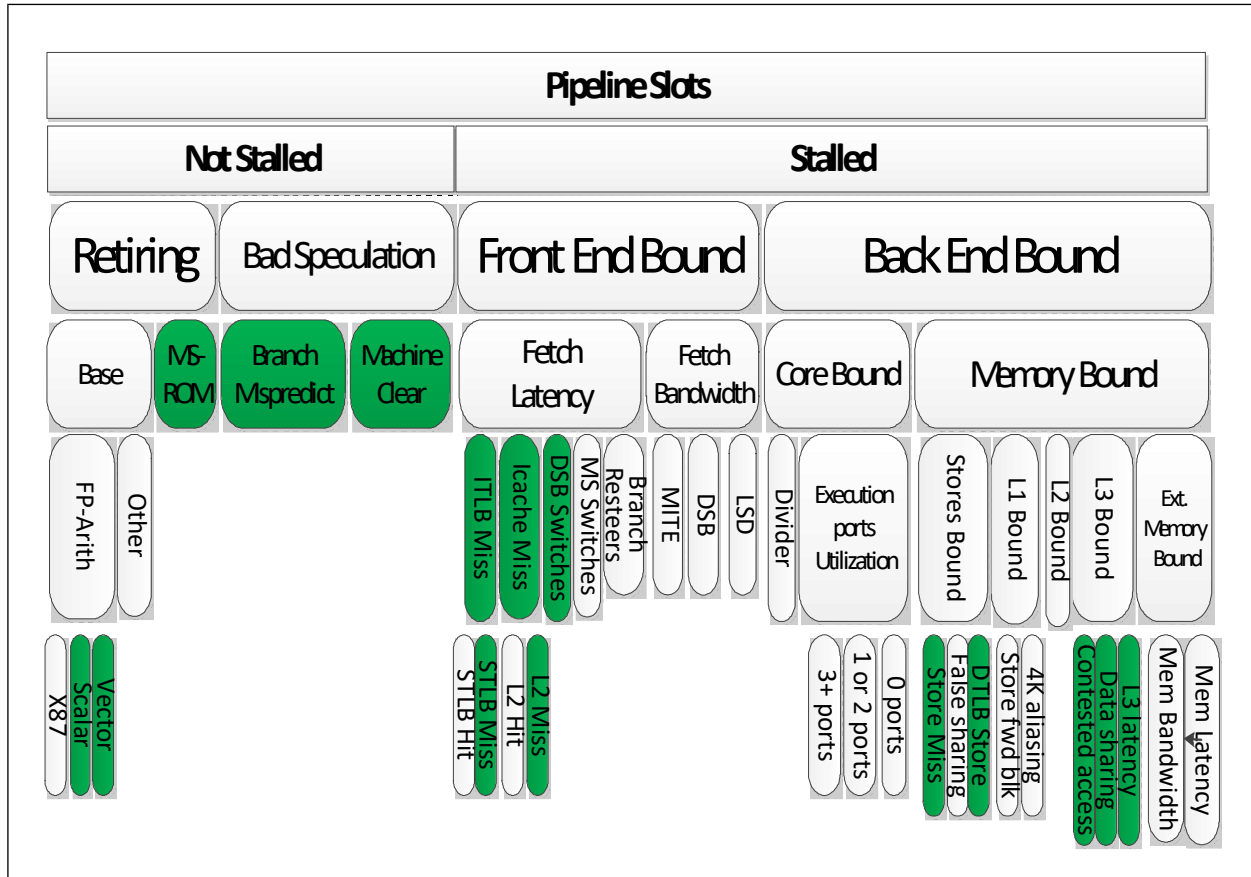 Pipeline Slots
Not Stalled
Stalled
Retiring
Bad Speculation
Front End Bound
Back End Bound
Base
MS-
ROM
Branch
Mispredict
Machine
Clear
Fetch
Latency
Fetch
Bandwidth
Core Bound
Memory Bound
FP-Arith
Other
ITLB Miss
Icache Miss
DSB Switches
MS Switches
Branch
Resteers
MITE
DSB
LSD
Divider
Execution
ports
Utilization
Stores Bound
L1 Bound
L2 Bound
L3 Bound
Ext.
Memory
Bound
X87
Scalar
Vector
STLB Hit
STLB Miss
L2 Hit
L2 Miss
3+ ports
1 or 2 ports
0 ports
Store Miss
False sharing
DTLB Store
Store fwd blk
4K aliasing
Contested access
Data sharing
L3 latency
Mem Bandwidth
Mem Latency